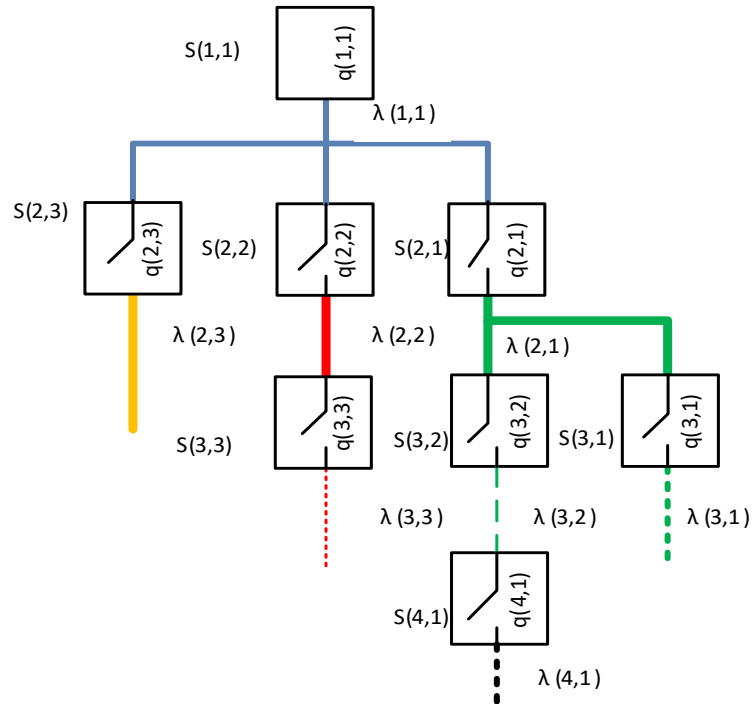 S(1,1)
q(1,1)
λ (1,1)
S(2,3)
q(2,3)
S(2,2)
q(2,2)
S(2,1)
q(2,1)
λ (2,3)
λ (2,2)
λ (2,1)
S(3,3)
q(3,3)
S(3,2)
q(3,2)
S(3,1)
q(3,1)
λ (3,3)
λ (3,2)
λ (3,1)
S(4,1)
q(4,1)
λ (4,1)